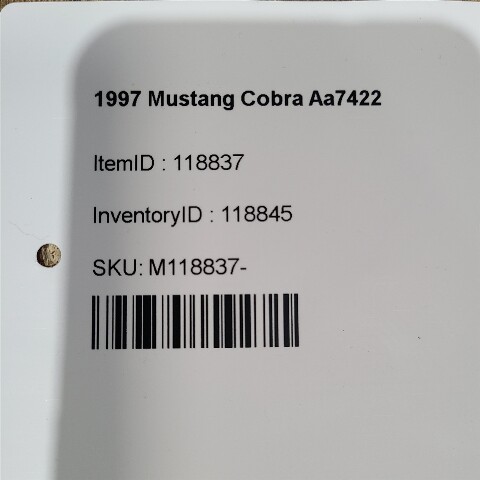 1997 Mustang Cobra Aa7422
ItemID : 118837
InventoryID : 118845
SKU: M118837-